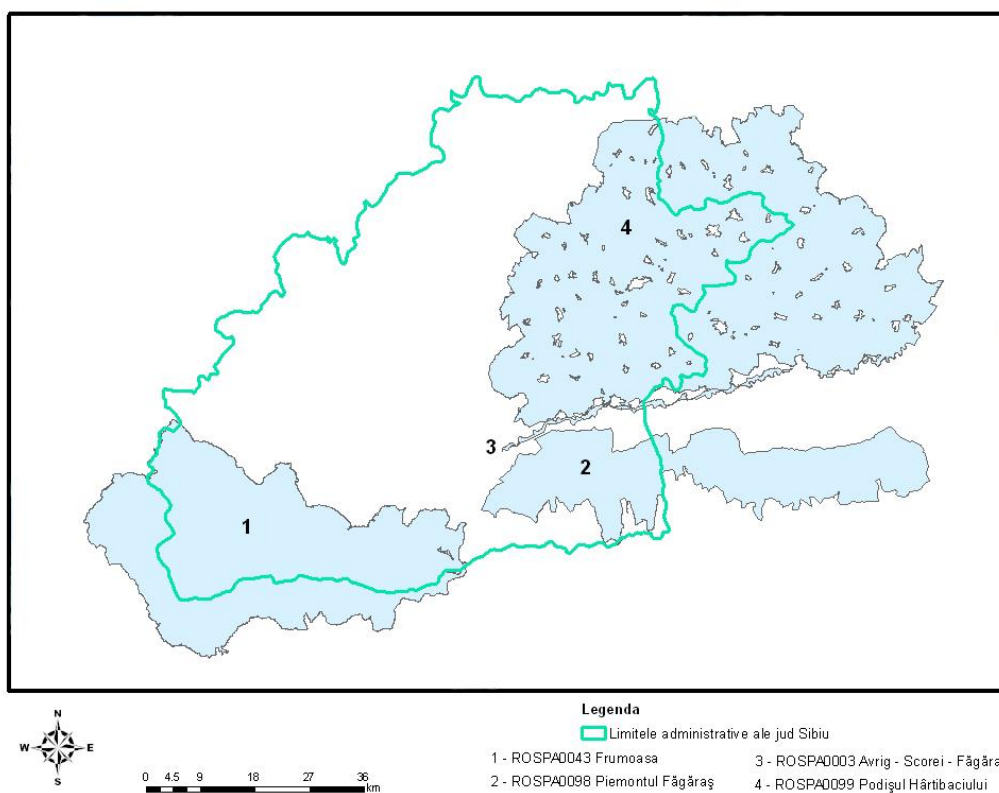 4
3
2
1
Legenda
Limitele administrative ale jud Sibiu
1 - ROSPA0043 Frumoasa
2 - ROSPA0098 Piemontul Făgăraş
3 - ROSPA0003 Avrig - Scorei - Făgăra
4 - ROSPA0099 Podişul Hârtibaciului
N
W E
S
0 4.5 9 18 27 36
km